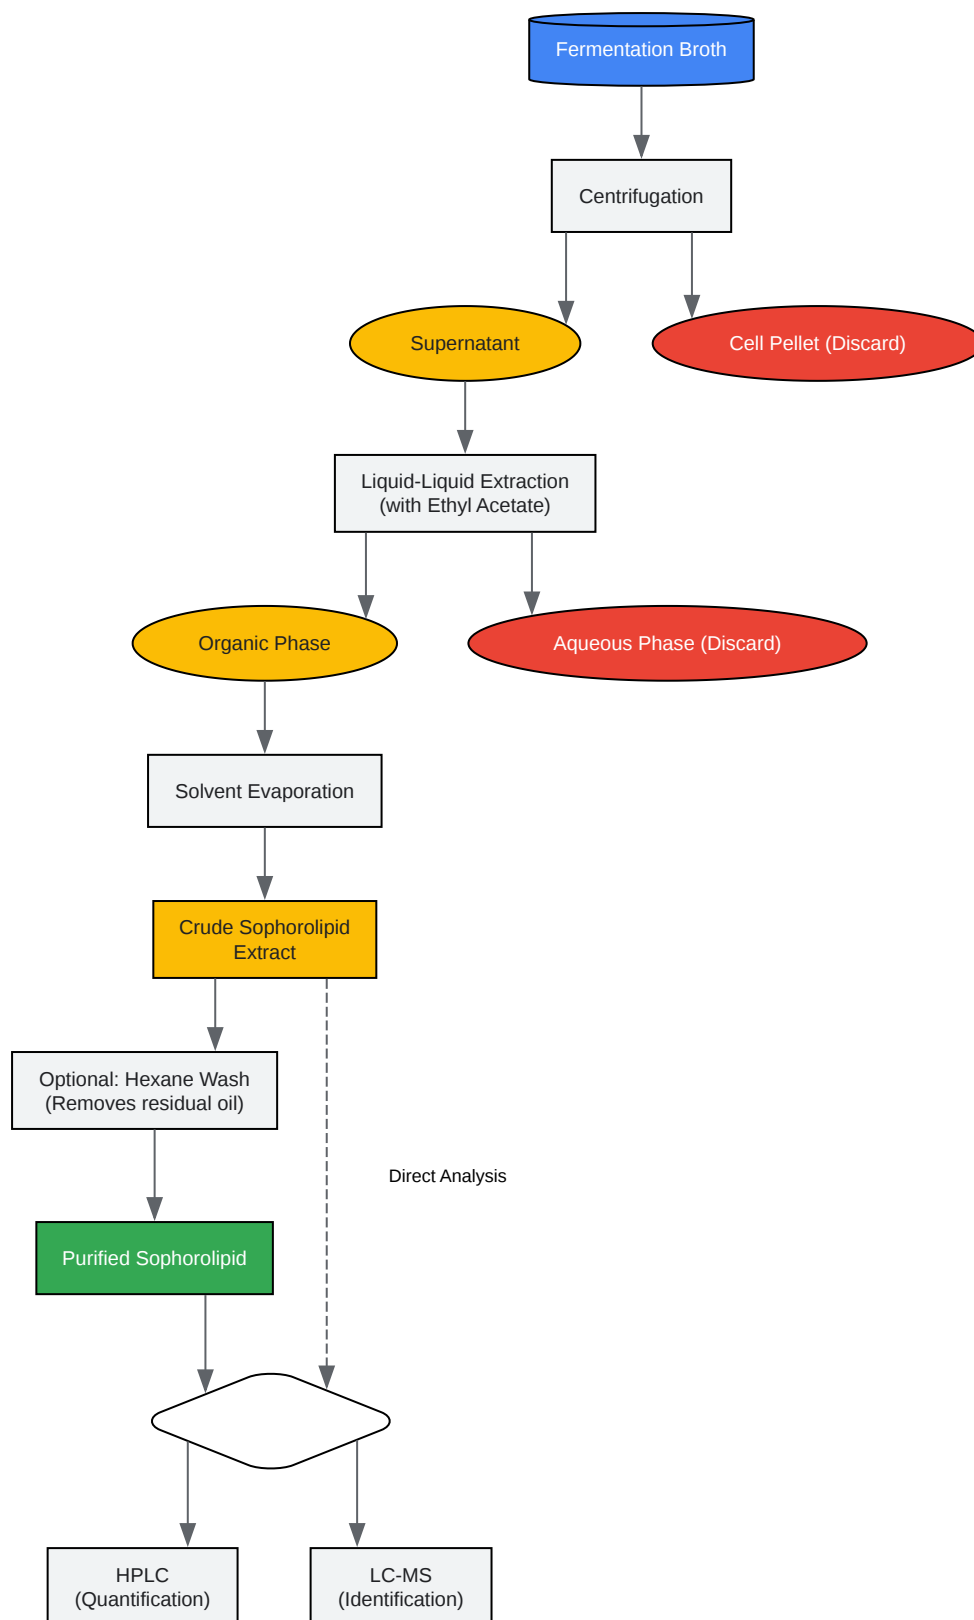 Fermentation Broth
Centrifugation
Supernatant
Cell Pellet (Discard)
Liquid-Liquid Extraction
(with Ethyl Acetate)
Organic Phase
Aqueous Phase (Discard)
Solvent Evaporation
Crude Sophorolipid
Extract
Optional: Hexane Wash
(Removes residual oil)
Direct Analysis
Purified Sophorolipid
HPLC
(Quantification)
LC-MS
(Identification)